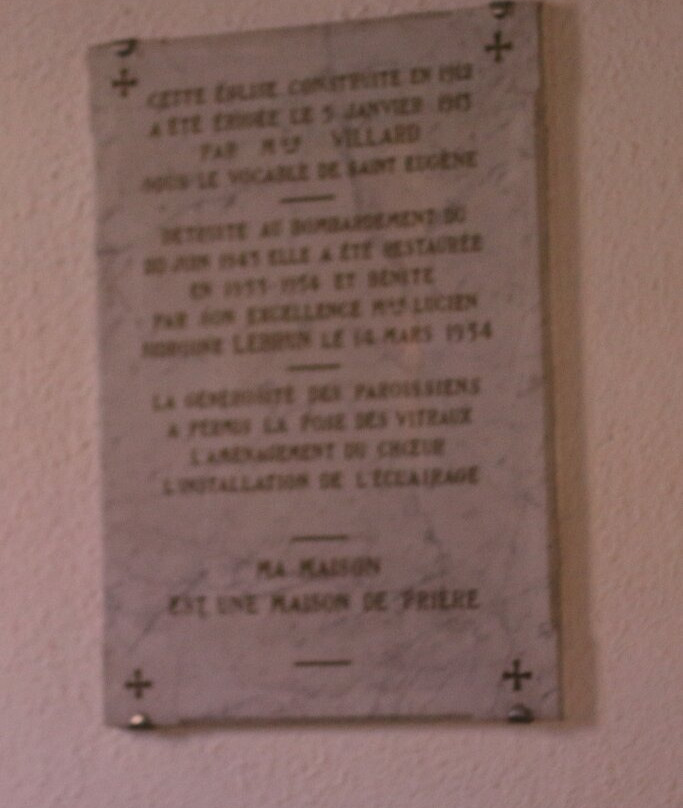 CETTE ÉGLISE CONSTRUITE EN 1912
A ÉTÉ ÉRIGÉE LE 5 JANVIER 1913
PAR Mgr VILLARD
SOUS LE VOCABLE DE SAINT EUGÈNE
DÉTRUITE AU BOMBARDEMENT DU
20 JUIN 1943 ELLE A ÉTÉ RESTAURÉE
EN 1953-1954 ET BÉNITE
PAR SON EXCELLENCE Mgr LUCIEN
LEBRUN LE 14 MARS 1954
LA GÉNÉROSITÉ DES PAROISSIENS
A PERMIS LA POSE DES VITRAUX
L'AMÉNAGEMENT DU CHŒUR
L'INSTALLATION DE L'ÉCLAIRAGE
MA MAISON
EST UNE MAISON DE PRIÈRE